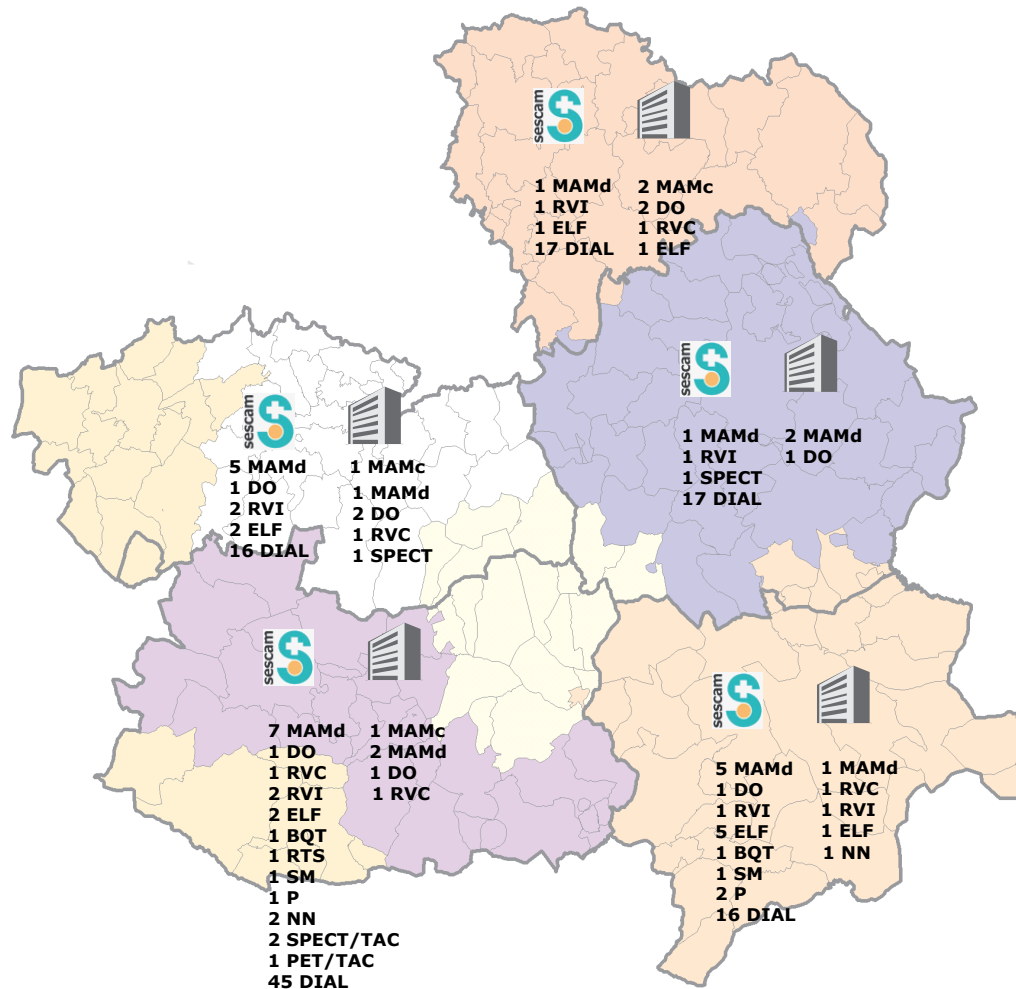 sescam
1 MAMd
1 RVI
1 ELF
17 DIAL
2 MAMc
2 DO
1 RVC
1 ELF
sescam
1 MAMd
1 RVI
1 SPECT
17 DIAL
2 MAMd
1 DO
sescam
5 MAMd
1 DO
2 RVI
2 ELF
16 DIAL
1 MAMc
1 MAMd
2 DO
1 RVC
1 SPECT
sescam
7 MAMd
1 DO
1 RVC
2 RVI
2 ELF
1 BQT
1 RTS
1 SM
1 P
2 NN
2 SPECT/TAC
1 PET/TAC
45 DIAL
1 MAMc
2 MAMd
1 DO
1 RVC
sescam
5 MAMd
1 DO
1 RVI
5 ELF
1 BQT
1 SM
2 P
16 DIAL
1 MAMd
1 RVC
1 RVI
1 ELF
1 NN